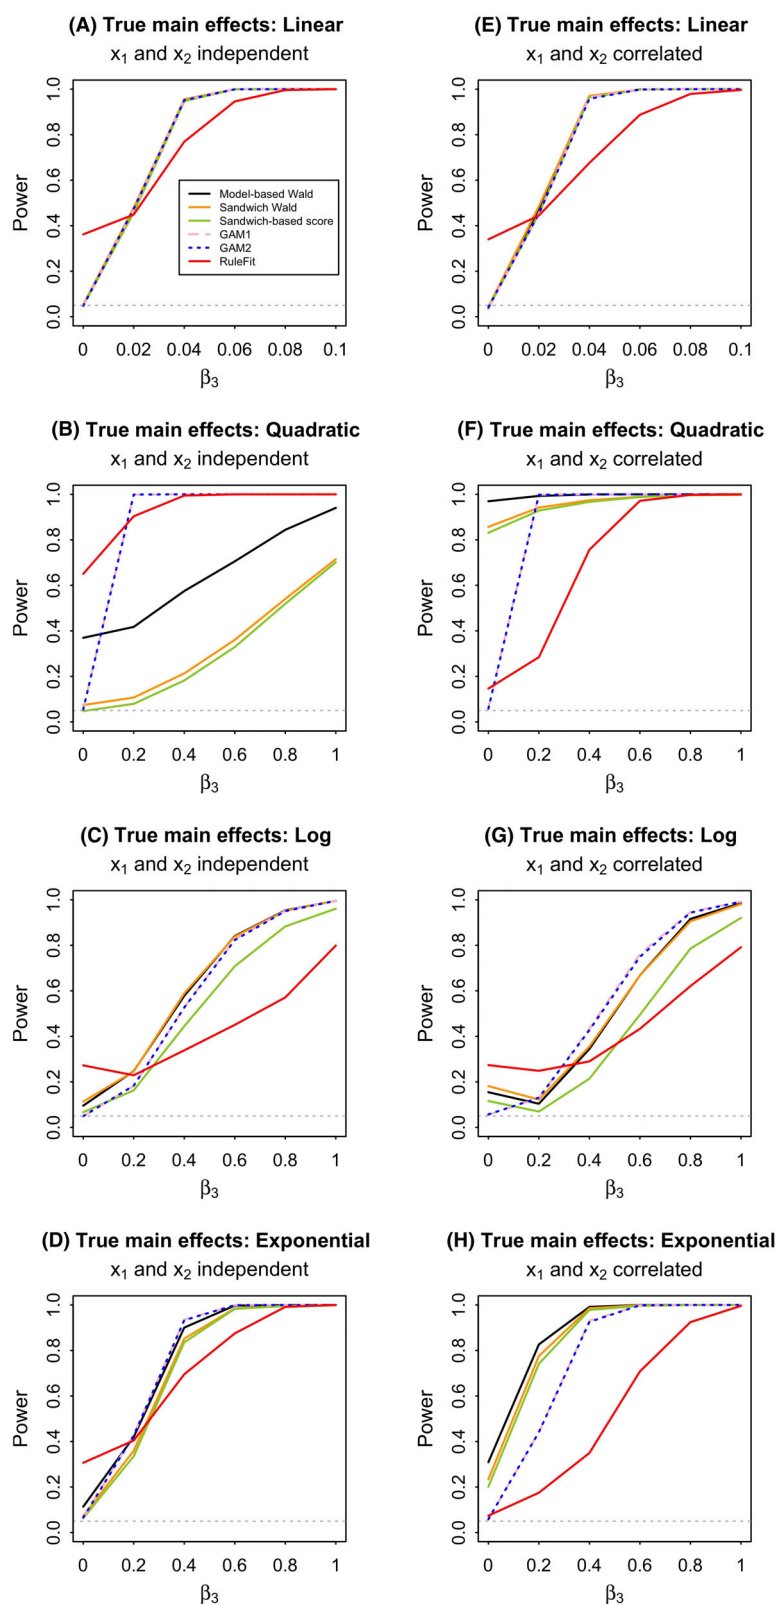 (A) True main effects: Linear
x1 and x2 independent
Power
0.0 0.2 0.4 0.6 0.8 1.0
Model-based Wald
Sandwich Wald
Sandwich-based score
GAM1
GAM2
RuleFit
0 0.02 0.04 0.06 0.08 0.1
β3
(E) True main effects: Linear
x1 and x2 correlated
Power
0.0 0.2 0.4 0.6 0.8 1.0
0 0.02 0.04 0.06 0.08 0.1
β3
(B) True main effects: Quadratic
x1 and x2 independent
Power
0.0 0.2 0.4 0.6 0.8 1.0
0 0.2 0.4 0.6 0.8 1
β3
(F) True main effects: Quadratic
x1 and x2 correlated
Power
0.0 0.2 0.4 0.6 0.8 1.0
0 0.2 0.4 0.6 0.8 1
β3
(C) True main effects: Log
x1 and x2 independent
Power
0.0 0.2 0.4 0.6 0.8 1.0
0 0.2 0.4 0.6 0.8 1
β3
(G) True main effects: Log
x1 and x2 correlated
Power
0.0 0.2 0.4 0.6 0.8 1.0
0 0.2 0.4 0.6 0.8 1
β3
(D) True main effects: Exponential
x1 and x2 independent
Power
0.0 0.2 0.4 0.6 0.8 1.0
0 0.2 0.4 0.6 0.8 1
β3
(H) True main effects: Exponential
x1 and x2 correlated
Power
0.0 0.2 0.4 0.6 0.8 1.0
0 0.2 0.4 0.6 0.8 1
β3